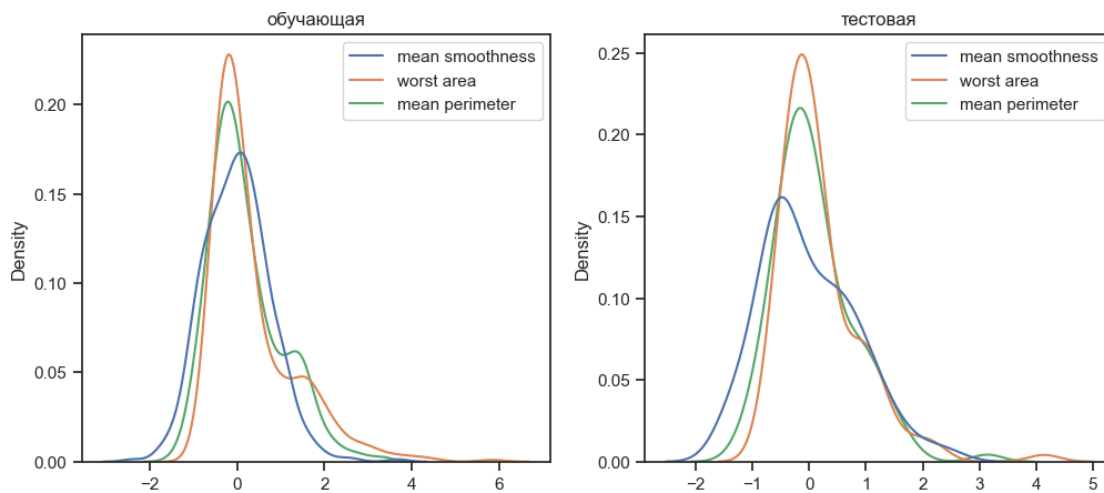 обучающая
mean smoothness
worst area
mean perimeter
Density
0.20
0.15
0.10
0.05
0.00
−2 0 2 4 6
тестовая
mean smoothness
worst area
mean perimeter
Density
0.25
0.20
0.15
0.10
0.05
0.00
−2 −1 0 1 2 3 4 5